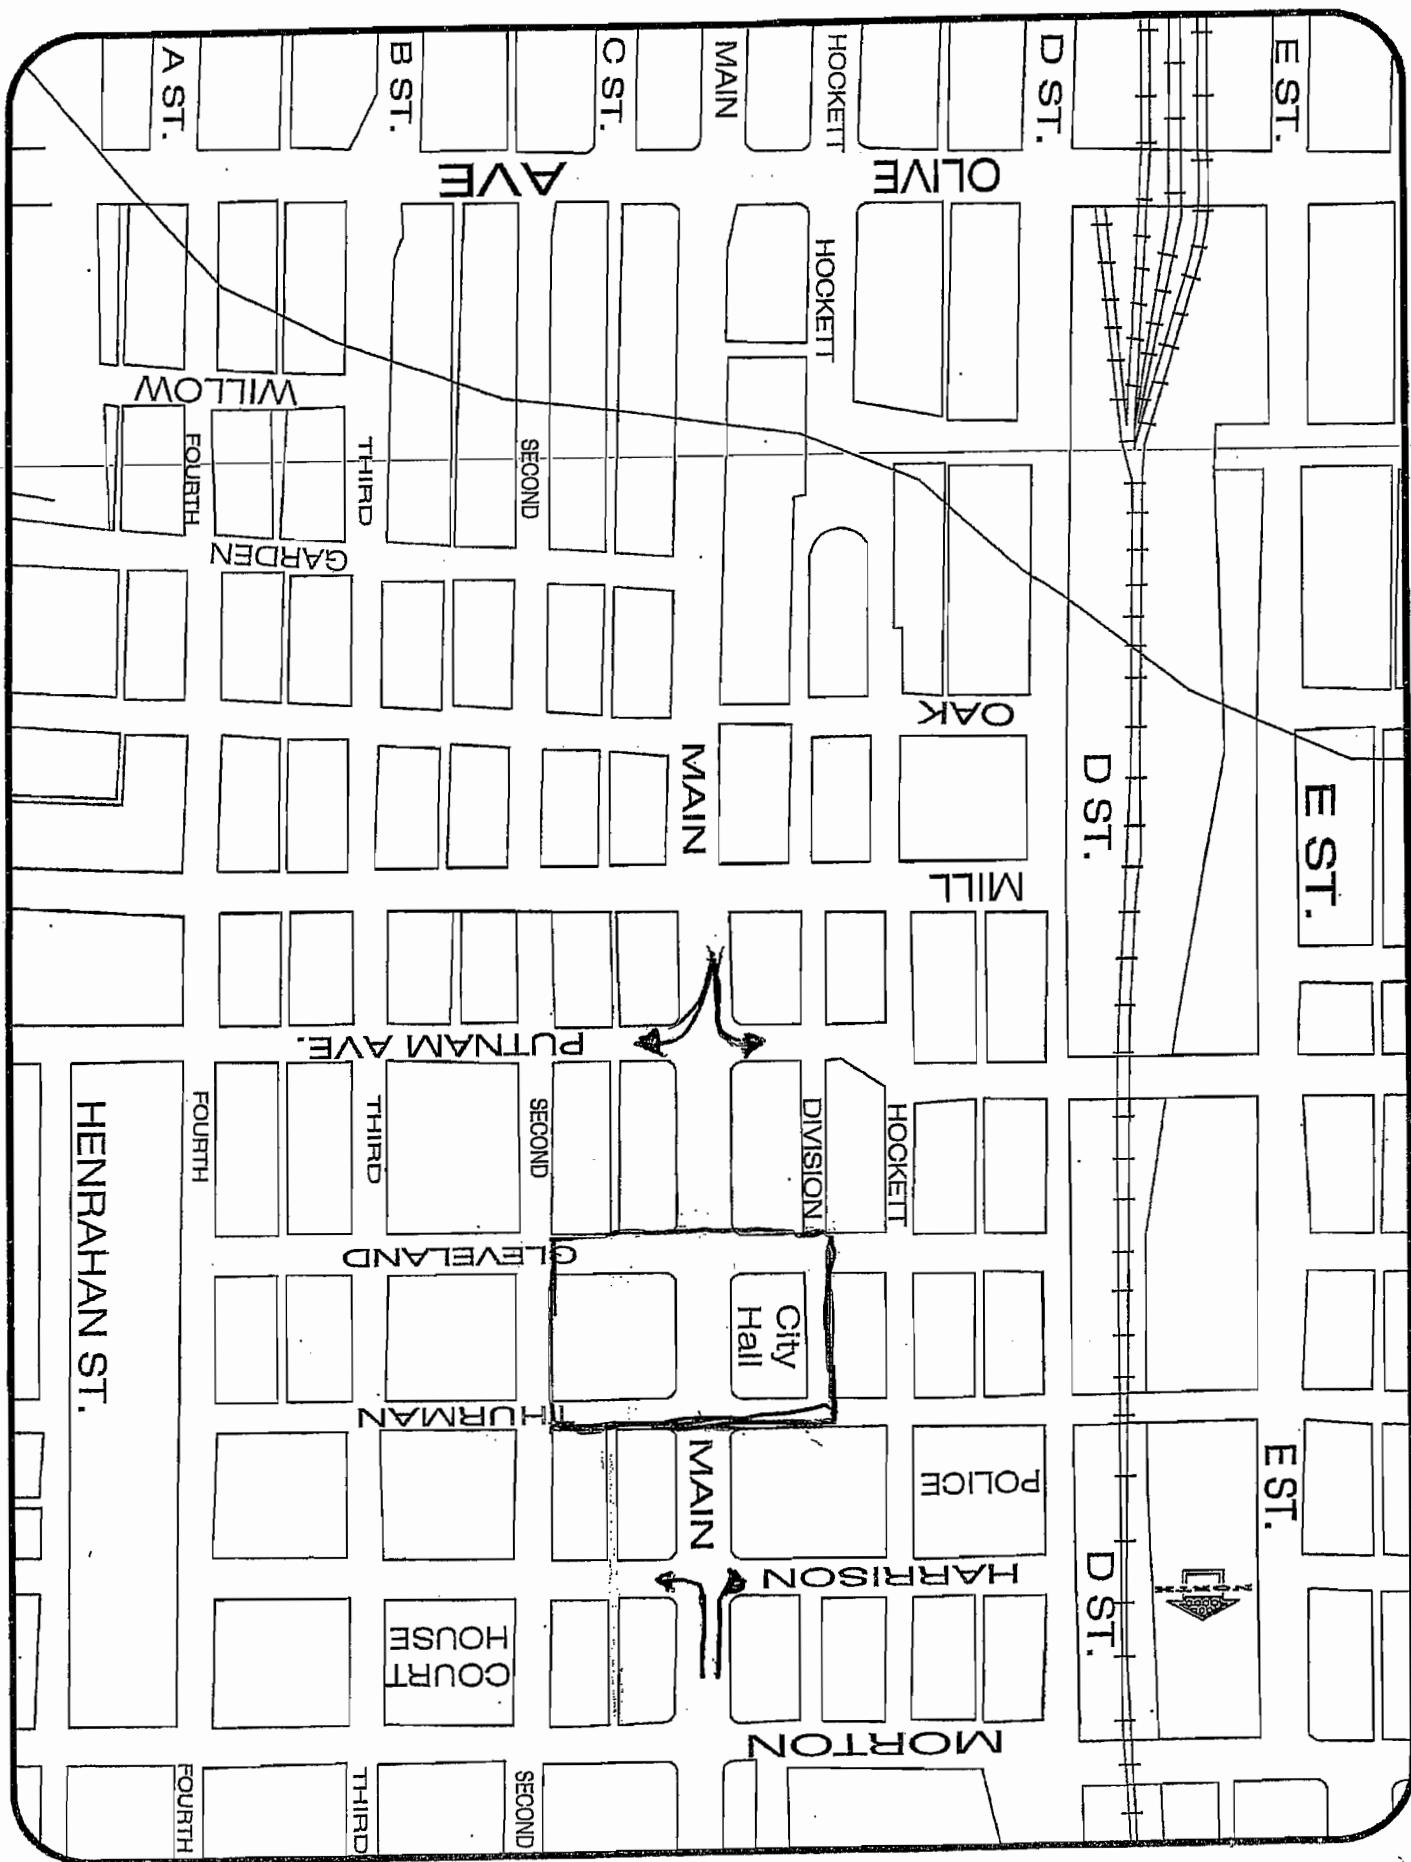 A ST.
B ST.
C ST.
MAIN
HOCKETT
D ST.
E ST.
OLIVE
AVE
HOCKETT
WILLOW
FOURTH
THIRD
SECOND
GARDEN
OAK
MAIN
D ST.
E ST.
MILL
PUTNAM AVE.
HENRAHAN ST.
FOURTH
THIRD
SECOND
DIVISION
HOCKETT
CLEVELAND
City
Hall
THURMAN
MAIN
POLICE
E ST.
HARRISON
D ST.
NORTH
COURT
HOUSE
MORTON
FOURTH
THIRD
SECOND